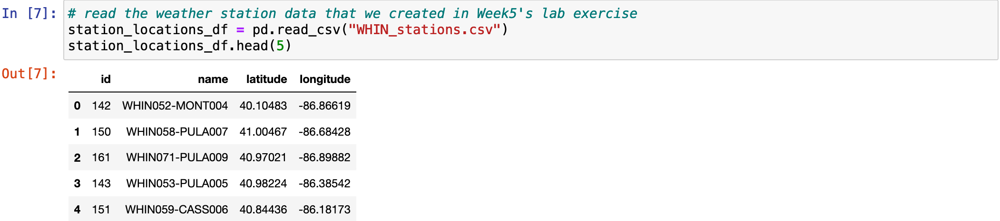 In [7]: # read the weather station data that we created in Week5's lab exercise
station_locations_df = pd.read_csv("WHIN_stations.csv")
station_locations_df.head(5)
Out[7]:
id name latitude longitude
0 142 WHIN052-MONT004 40.10483 -86.86619
1 150 WHIN058-PULA007 41.00467 -86.68428
2 161 WHIN071-PULA009 40.97021 -86.89882
3 143 WHIN053-PULA005 40.98224 -86.38542
4 151 WHIN059-CASS006 40.84436 -86.18173